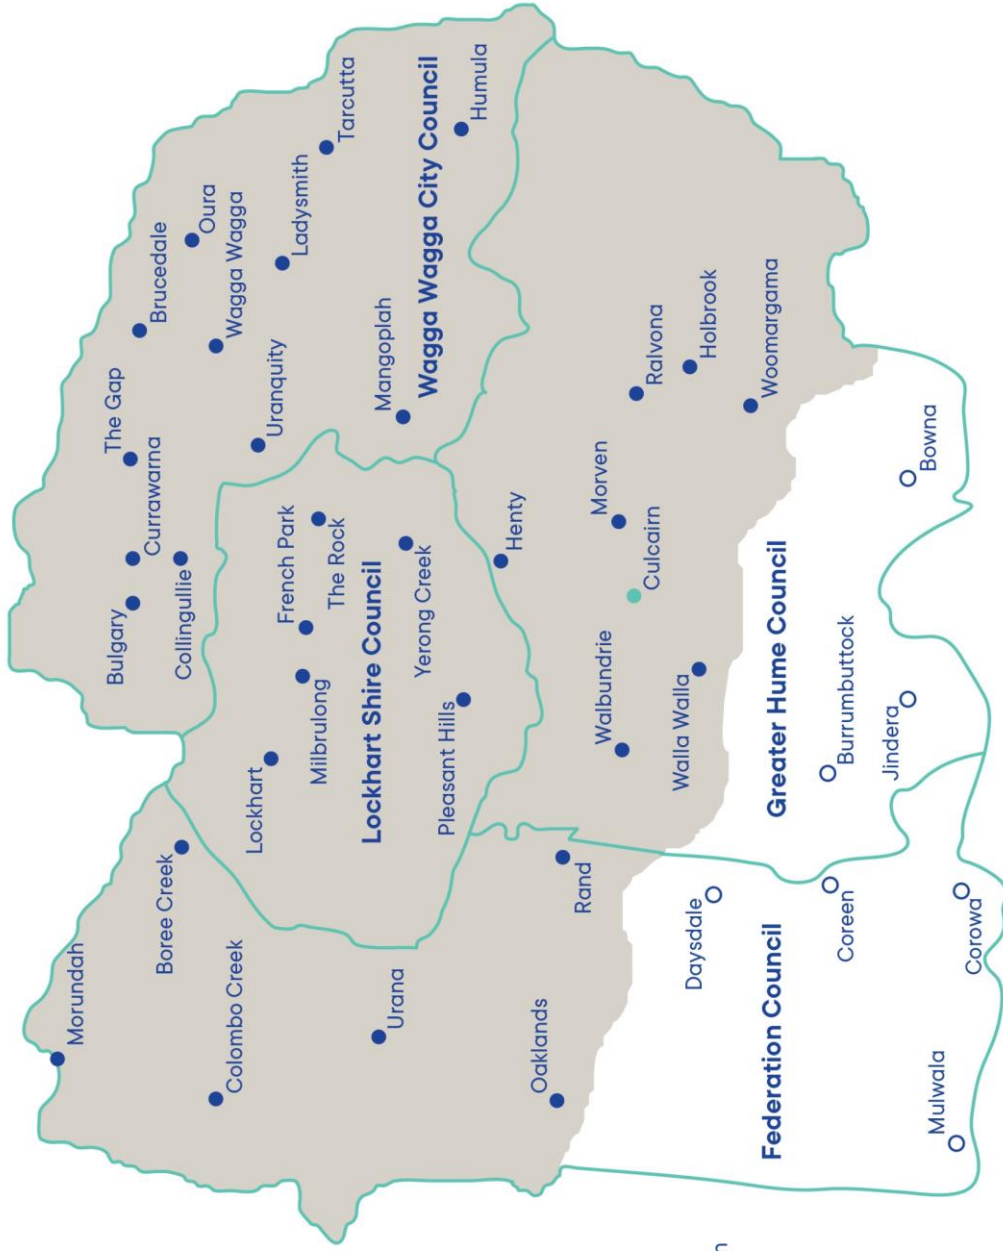 Morundah
Boree Creek
Colombo Creek
Urana
Oaklands
Rand
Daysdale
Federation Council
Coreen
Corowa
Mulwala
Bulgary
Currawarna
The Gap
Collingullie
Brucedale
Oura
Wagga Wagga
Uranquity
Ladysmith
Tarcutta
Mangoplah
Wagga Wagga City Council
Humula
Lockhart
Milbrulong
French Park
The Rock
Lockhart Shire Council
Yerong Creek
Pleasant Hills
Henty
Walbundrie
Morven
Culcairn
Ralvona
Walla Walla
Holbrook
Woomargama
Greater Hume Council
Burrumbuttock
Jindera
Bowna
n